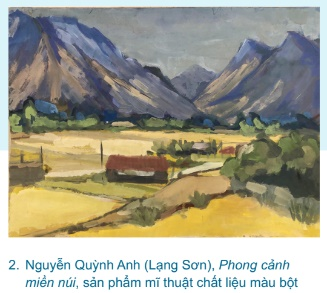 2. Nguyễn Quỳnh Anh (Lạng Sơn), Phong cảnh
miền núi, sản phẩm mĩ thuật chất liệu màu bột